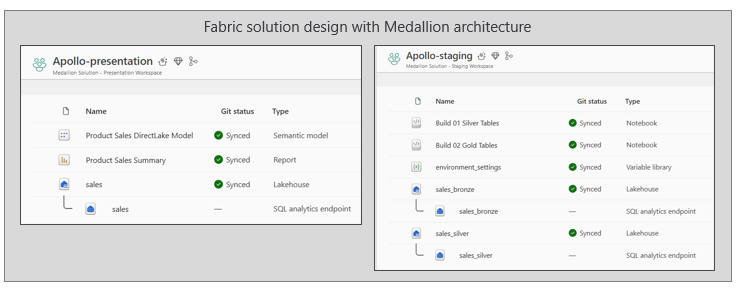 Fabric solution design with Medallion architecture
Apollo-presentation
Medallion Solution - Presentation Workspace
Name Git status Type
Product Sales DirectLake Model Synced Semantic model
Product Sales Summary Synced Report
sales Synced Lakehouse
sales — SQL analytics endpoint
Apollo-staging
Medallion Solution - Staging Workspace
Name Git status Type
Build 01 Silver Tables Synced Notebook
Build 02 Gold Tables Synced Notebook
environment_settings Synced Variable library
sales_bronze Synced Lakehouse
sales_bronze — SQL analytics endpoint
sales_silver Synced Lakehouse
sales_silver — SQL analytics endpoint